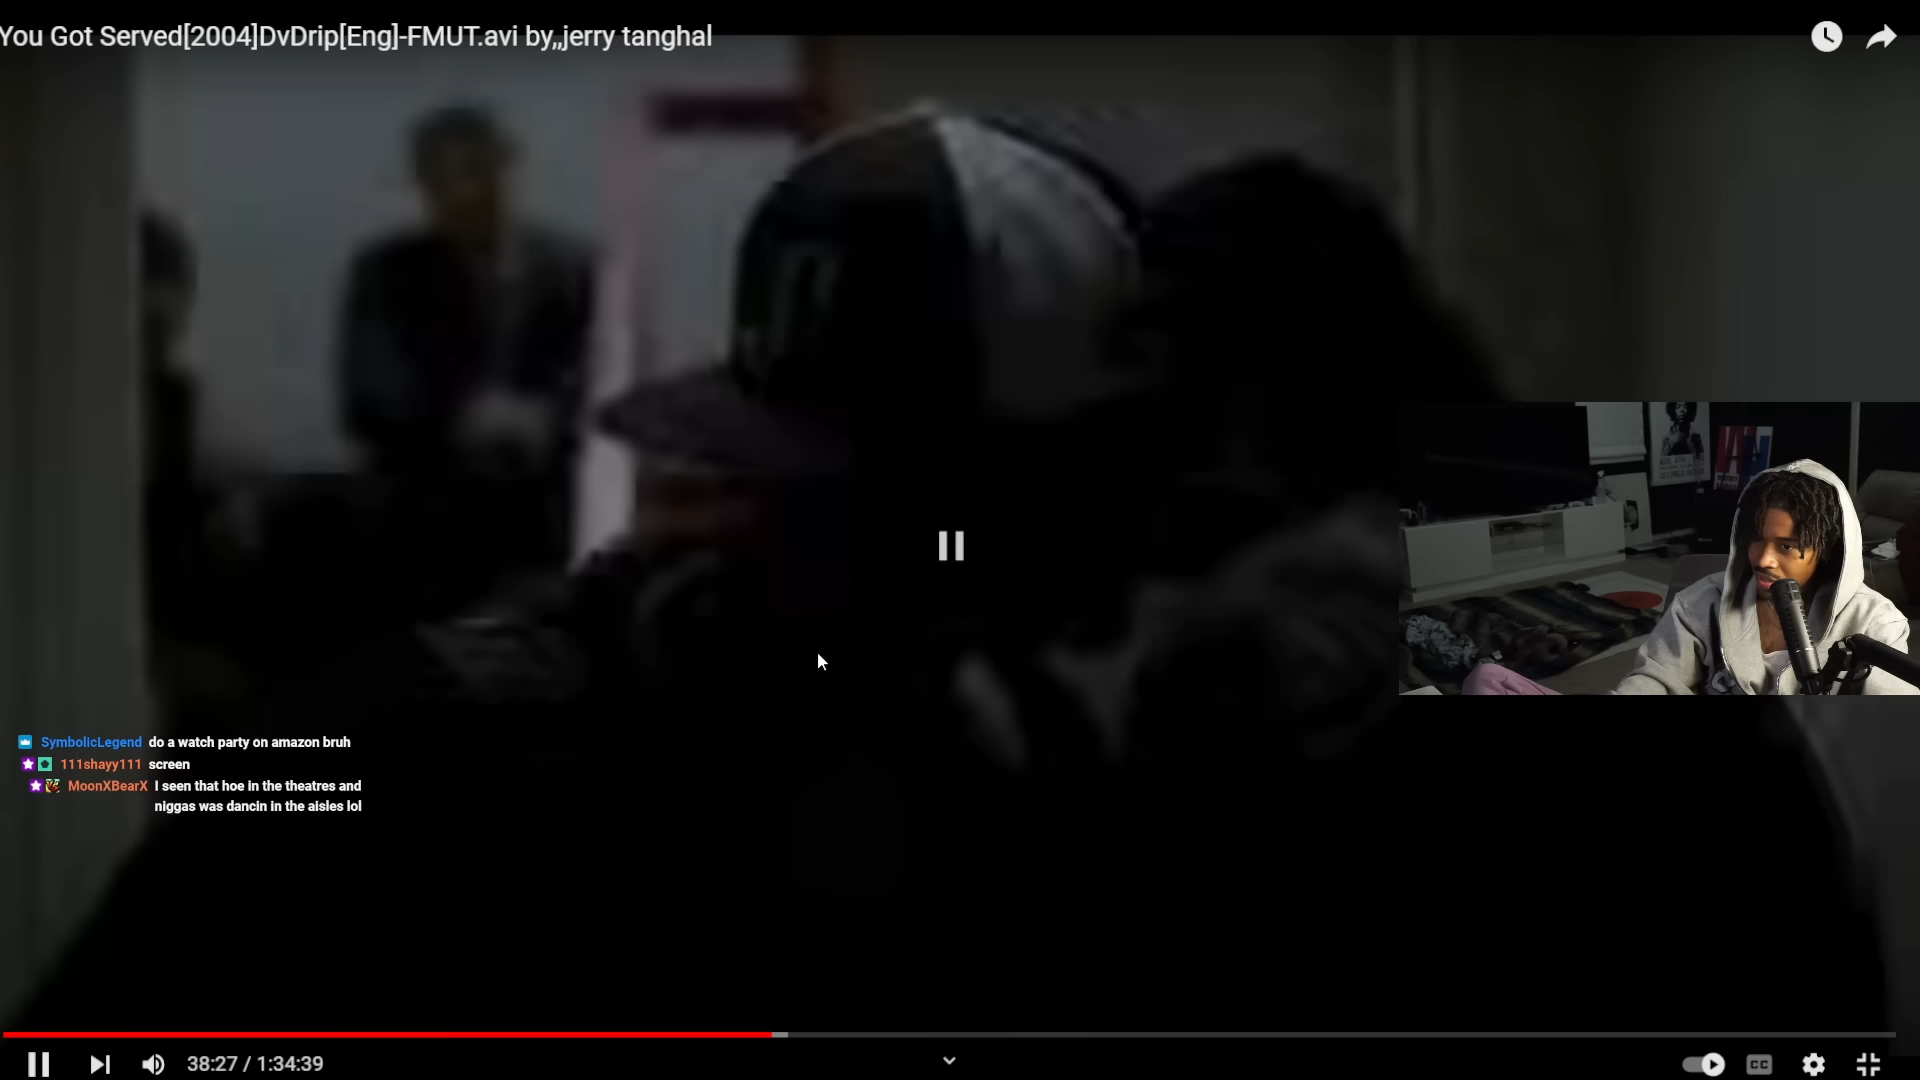 You Got Served[2004]DvDrip[Eng]-FMUT.avi by,,jerry tanghal
SymbolicLegend do a watch party on amazon bruh
111shayy111 screen
MoonXBearX I seen that hoe in the theatres and
niggas was dancin in the aisles lol
38:27 / 1:34:39
CC